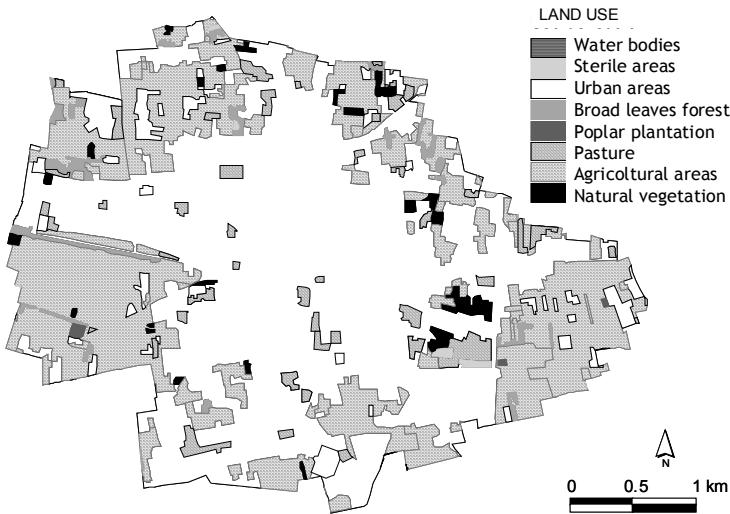 LAND USE
Water bodies
Sterile areas
Urban areas
Broad leaves forest
Poplar plantation
Pasture
Agricoltural areas
Natural vegetation
N
0 0.5 1 km